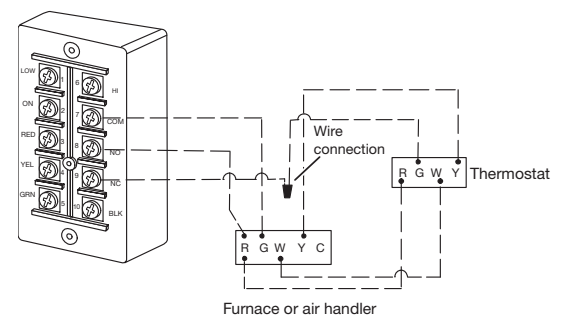 LOW 1 6 HI
ON 2 7 COM
RED 3 8 NO
YEL 4 9 NC
GRN 5 10 BLK
Wire
connection
R G W Y Thermostat
R G W Y C
Furnace or air handler